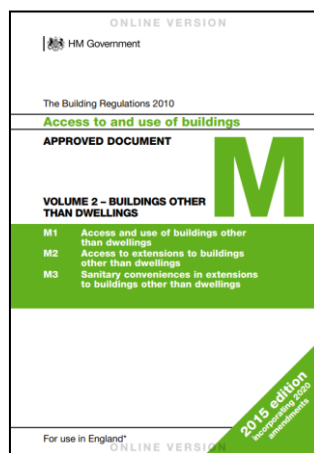 ONLINE VERSION
HM Government
The Building Regulations 2010
Access to and use of buildings
APPROVED DOCUMENT
M
VOLUME 2 – BUILDINGS OTHER
THAN DWELLINGS
M1 Access and use of buildings other
than dwellings
M2 Access to extensions to buildings
other than dwellings
M3 Sanitary conveniences in extensions
to buildings other than dwellings
2015 edition
incorporating 2020
amendments
For use in England*
ONLINE VERSION